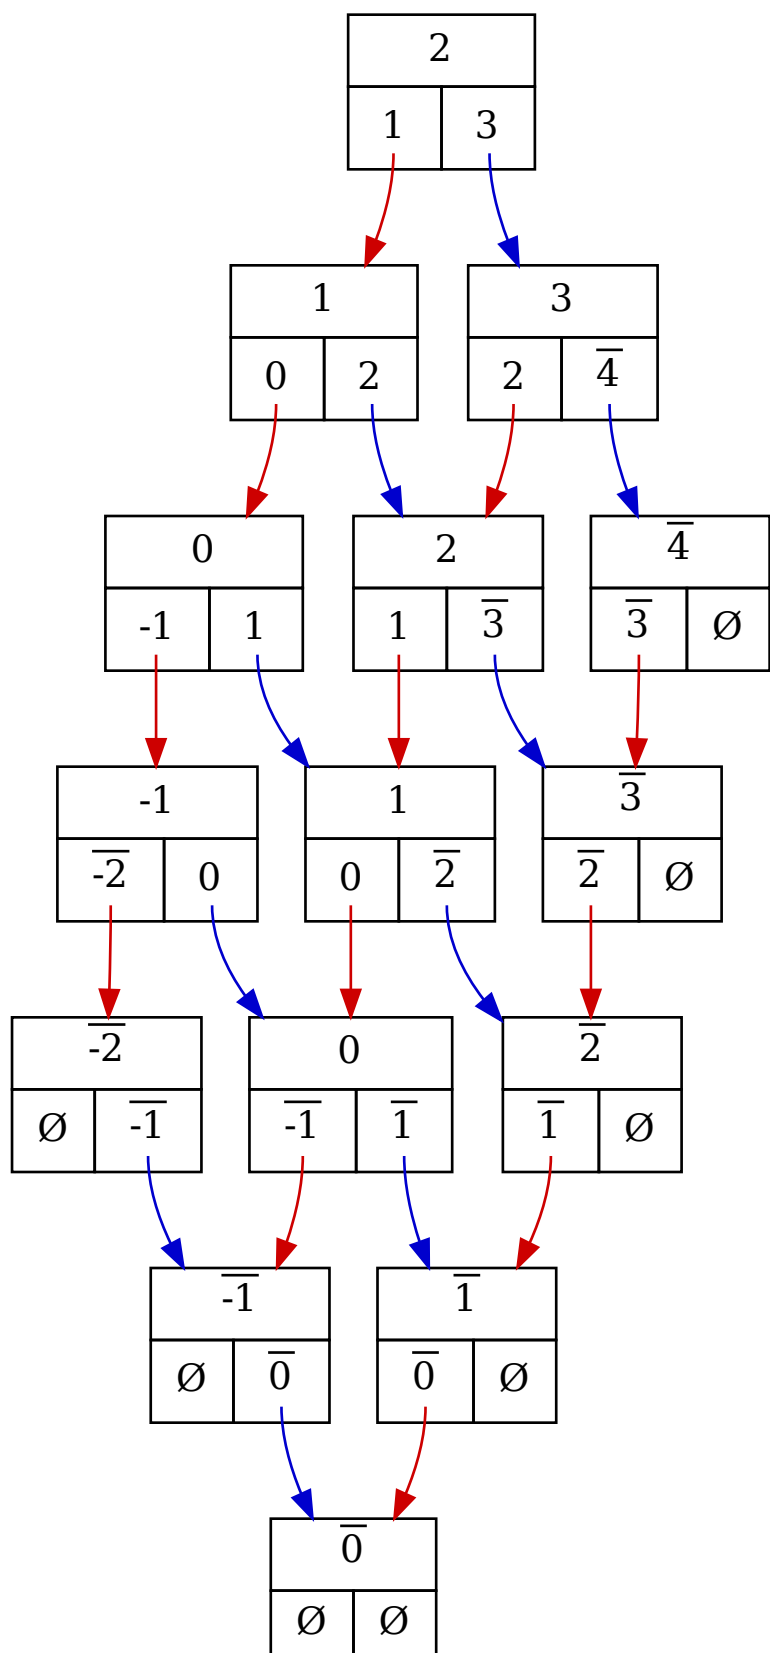 2
1 3
1 3
0 2 2 4̅
0 2 4̅
-1 1 1 3̅ 3̅ Ø
-1 1 3̅
-̅2̅ 0 0 2̅ 2̅ Ø
-̅2̅ 0 2̅
Ø -̅1̅ -̅1̅ 1̅ 1̅ Ø
-̅1̅ 1̅
Ø 0̅ 0̅ Ø
0̅
Ø Ø